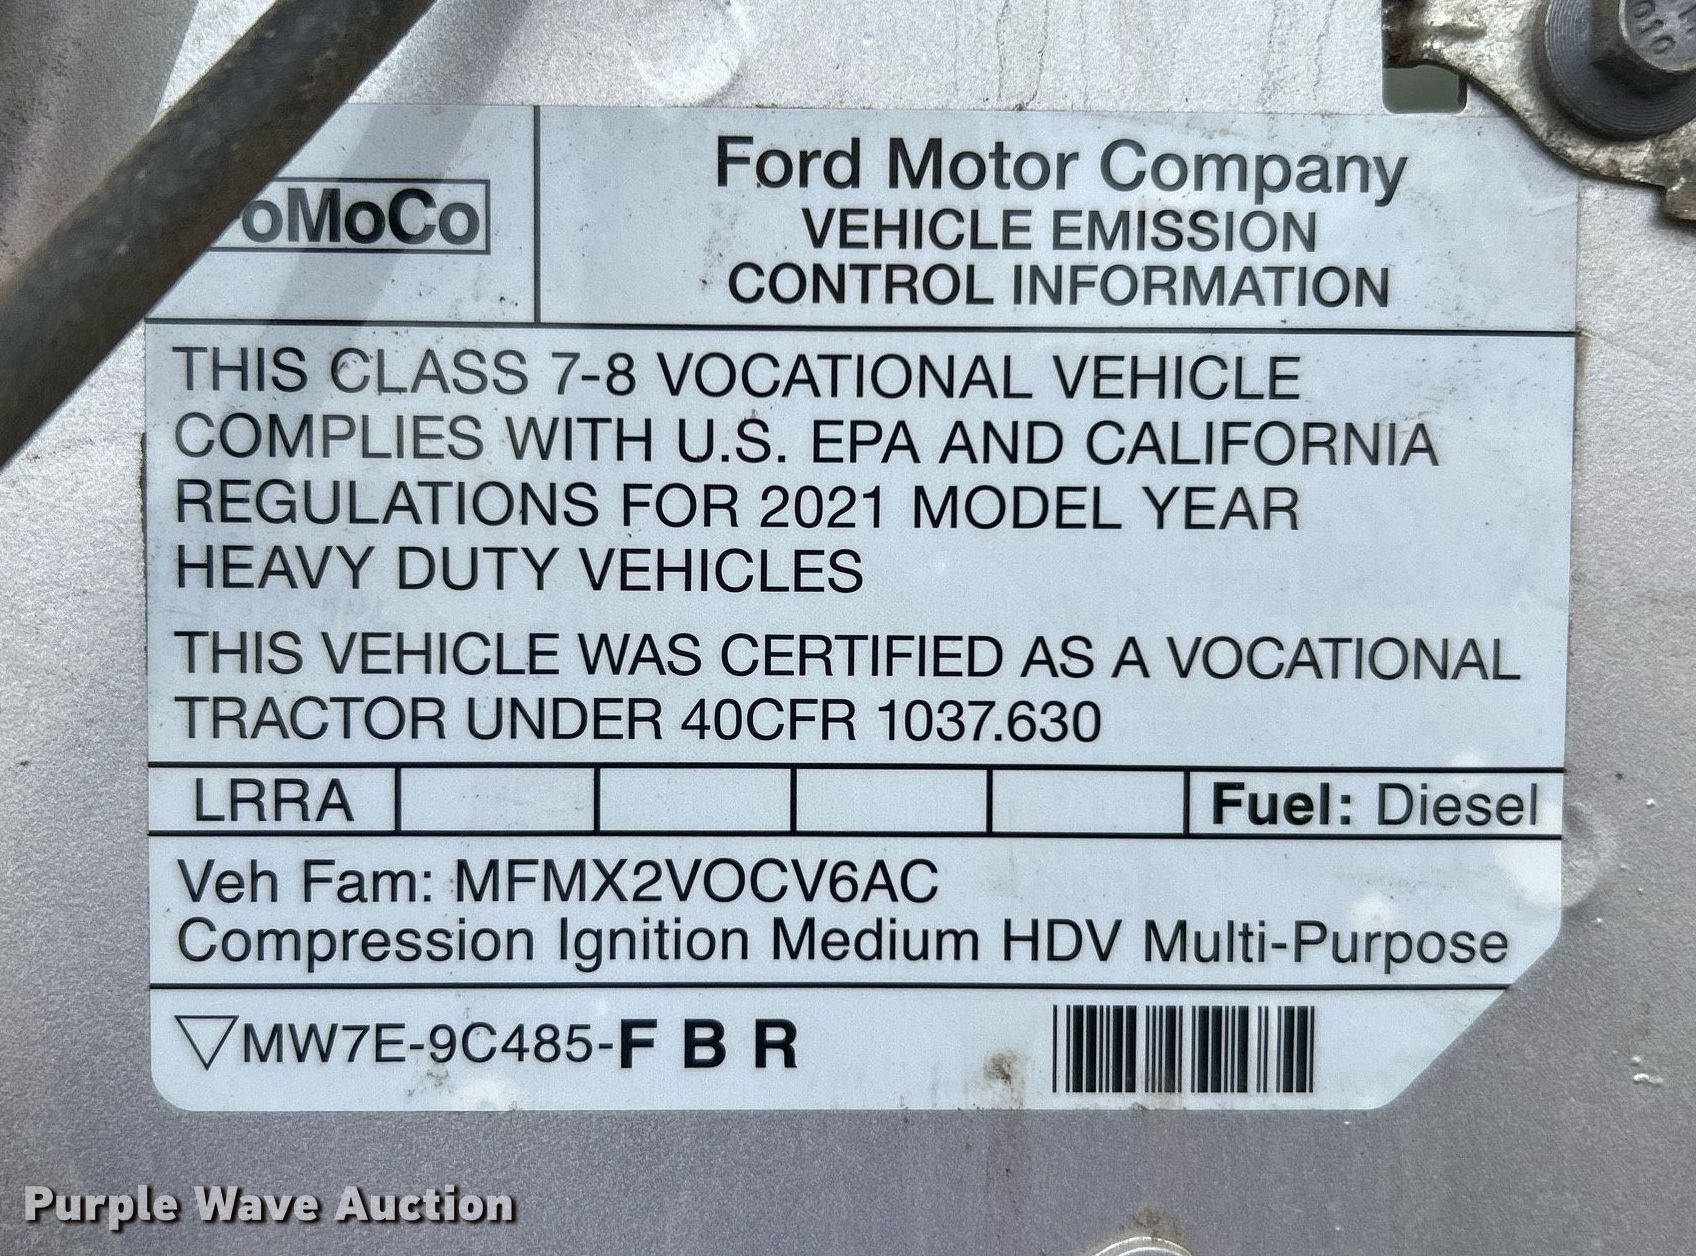 oMoCo
Ford Motor Company
VEHICLE EMISSION
CONTROL INFORMATION
THIS CLASS 7-8 VOCATIONAL VEHICLE
COMPLIES WITH U.S. EPA AND CALIFORNIA
REGULATIONS FOR 2021 MODEL YEAR
HEAVY DUTY VEHICLES
THIS VEHICLE WAS CERTIFIED AS A VOCATIONAL
TRACTOR UNDER 40CFR 1037.630
LRRA Fuel: Diesel
Veh Fam: MFMX2VOCV6AC
Compression Ignition Medium HDV Multi-Purpose
MW7E-9C485-F B R
Purple Wave Auction